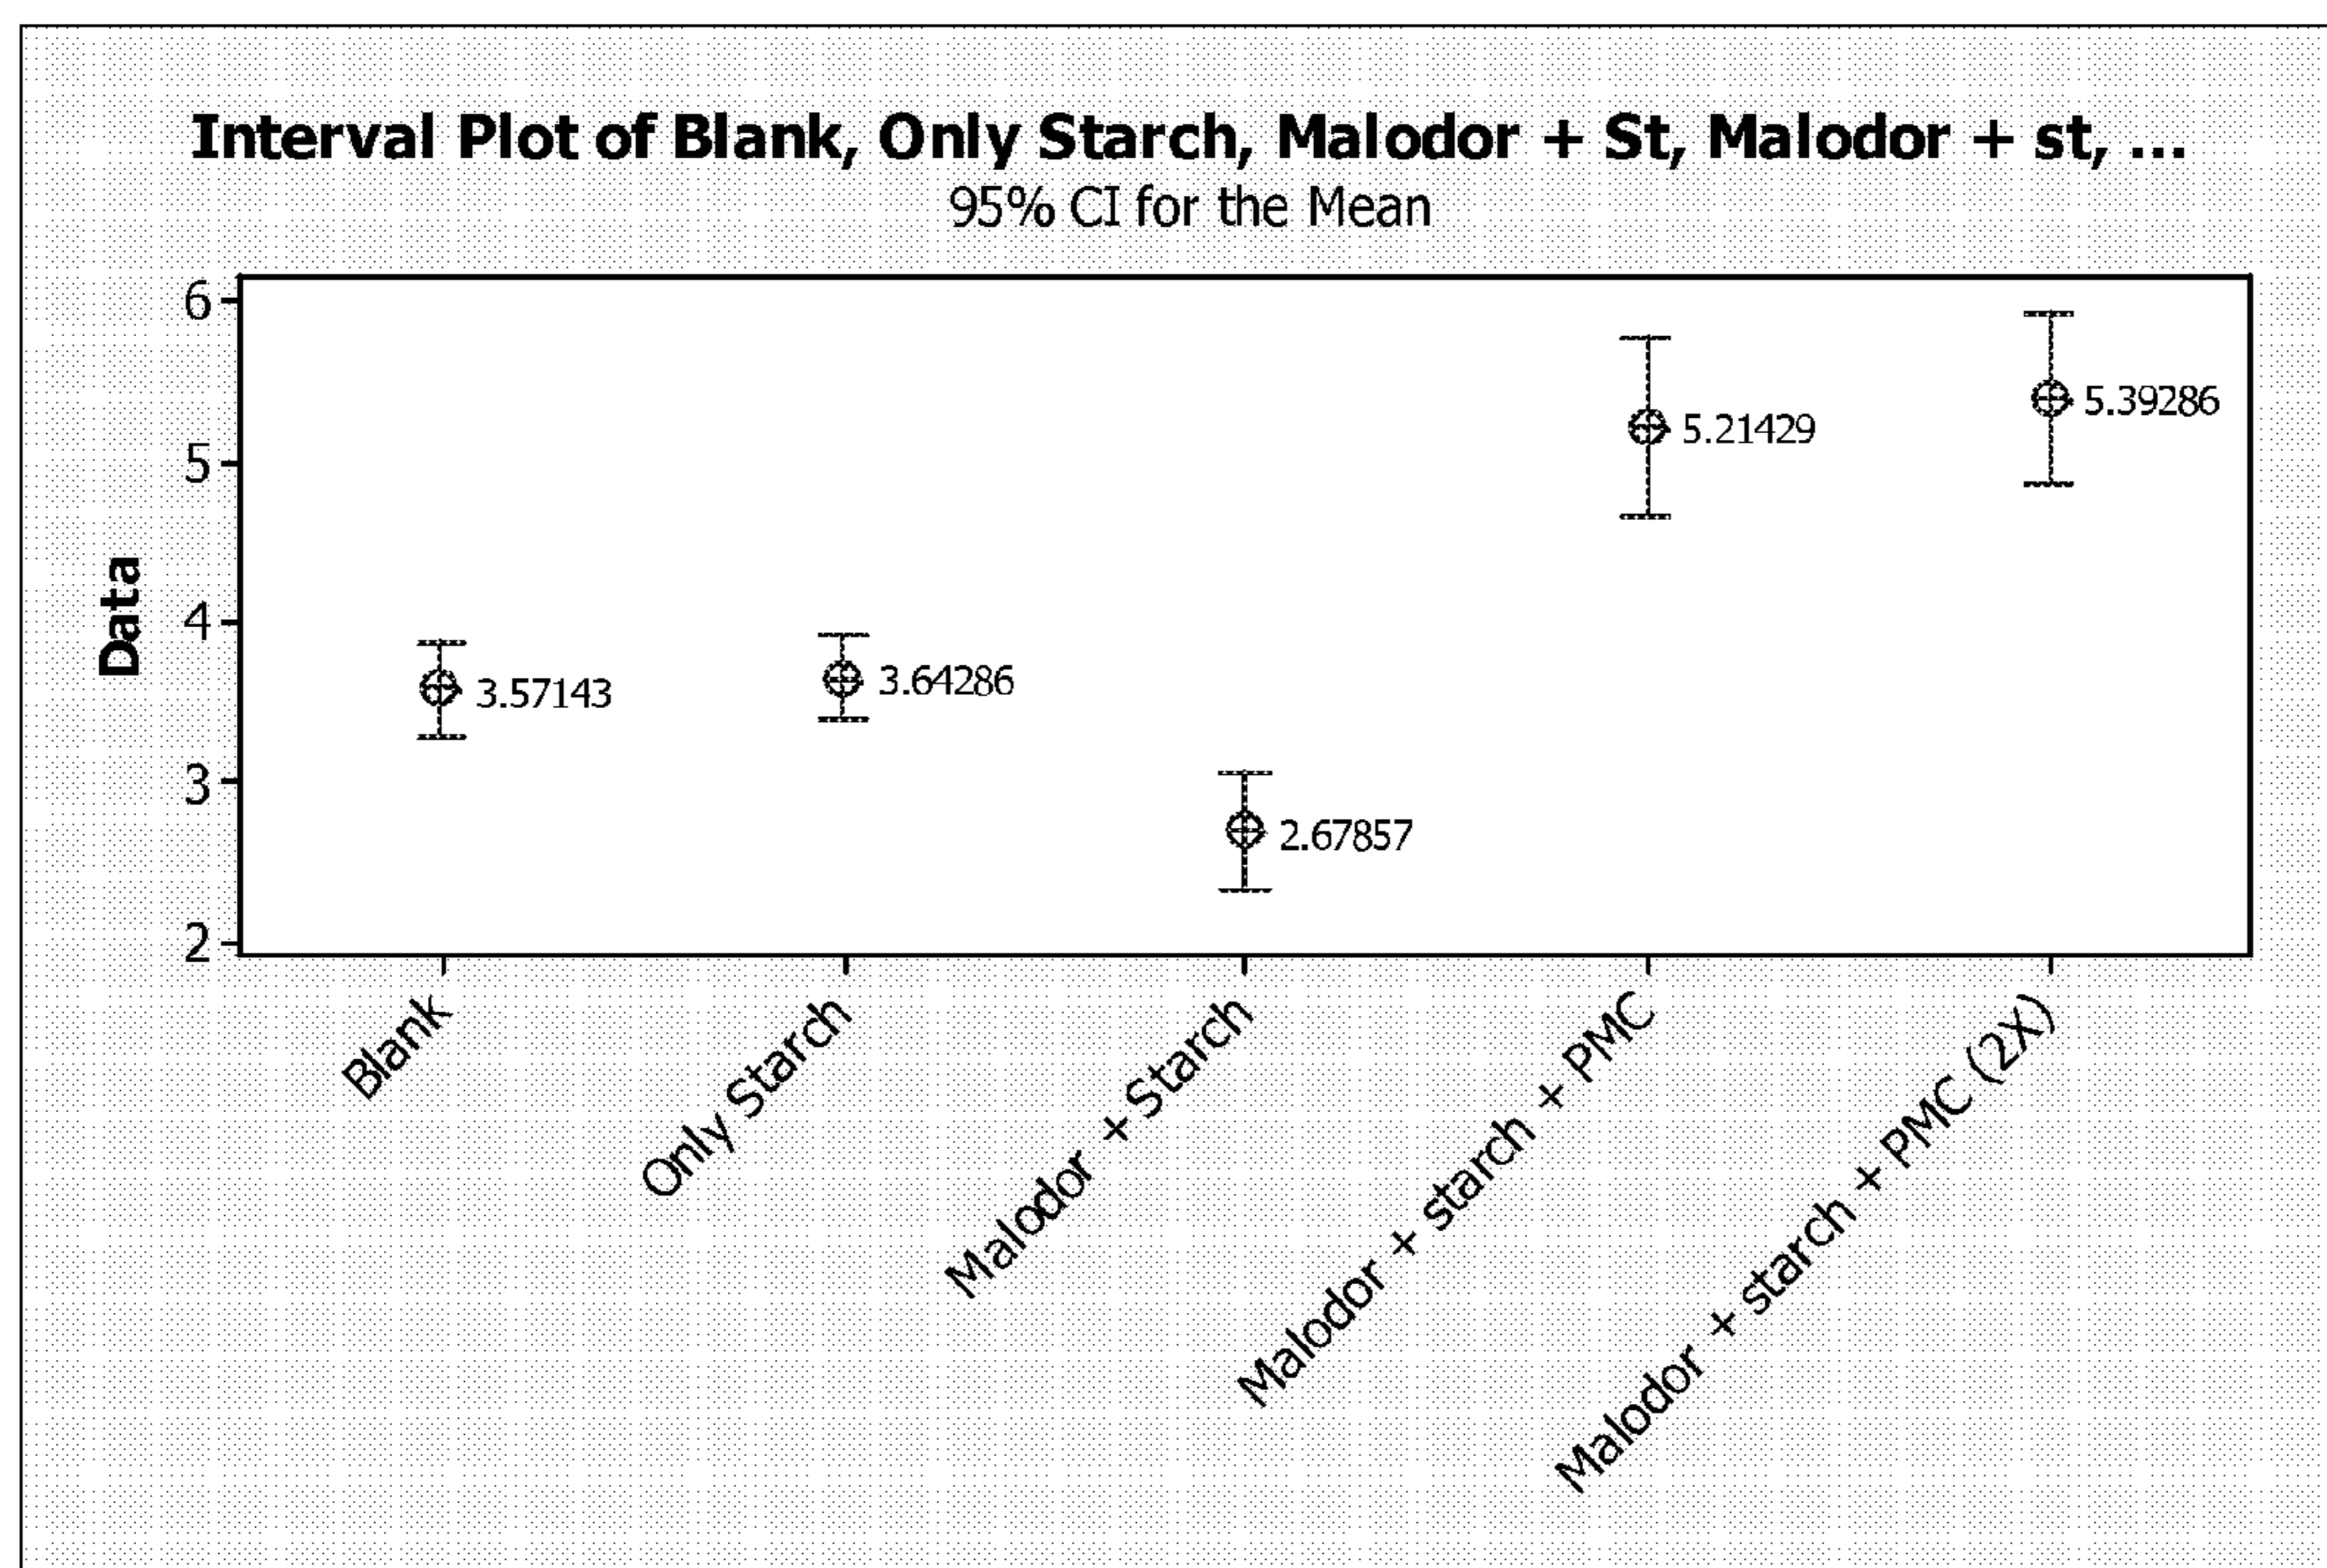 Interval Plot of Blank, Only Starch, Malodor + St, Malodor + st, ...
95% CI for the Mean
6
5
4
3
2
Data
3.57143
3.64286
2.67857
5.21429
5.39286
Blank
Only Starch
Malodor + Starch
Malodor + starch + PMC
Malodor + starch + PMC (2X)